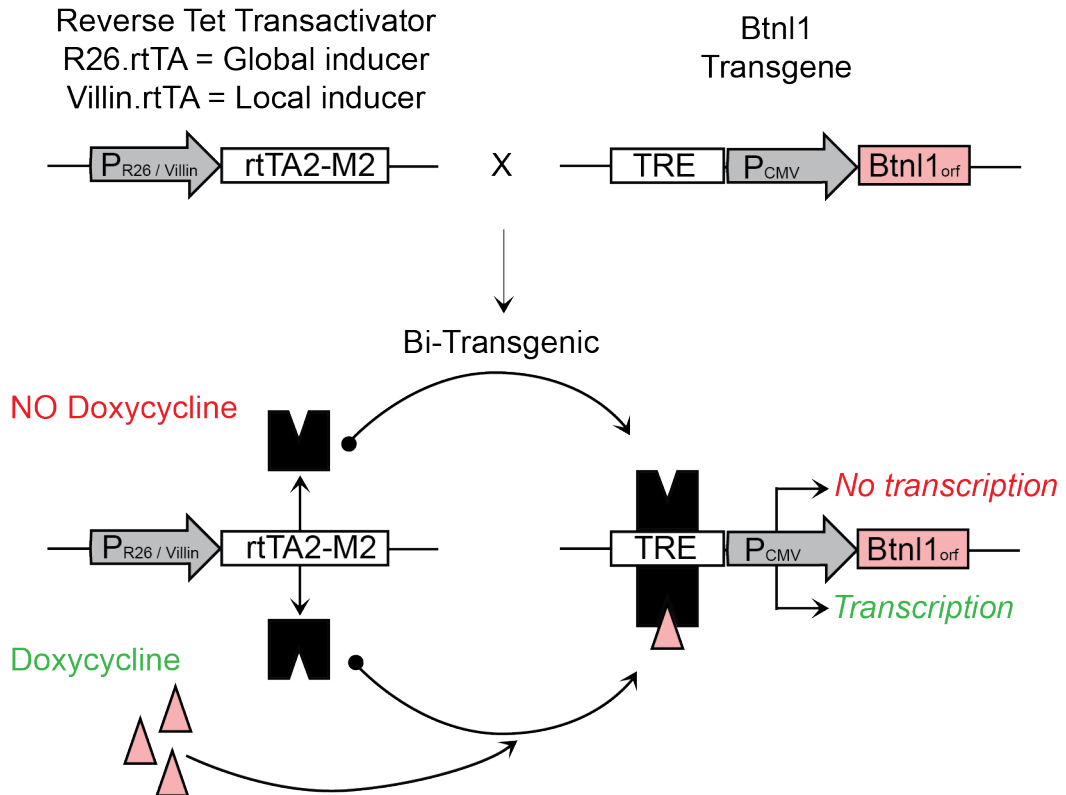 Reverse Tet Transactivator
R26.rtTA = Global inducer
Villin.rtTA = Local inducer
Btnl1
Transgene
PR26 / Villin
rtTA2-M2
X
TRE
PCMV
Btnl1orf
Bi-Transgenic
NO Doxycycline
No transcription
PR26 / Villin
rtTA2-M2
TRE
PCMV
Btnl1orf
Transcription
Doxycycline